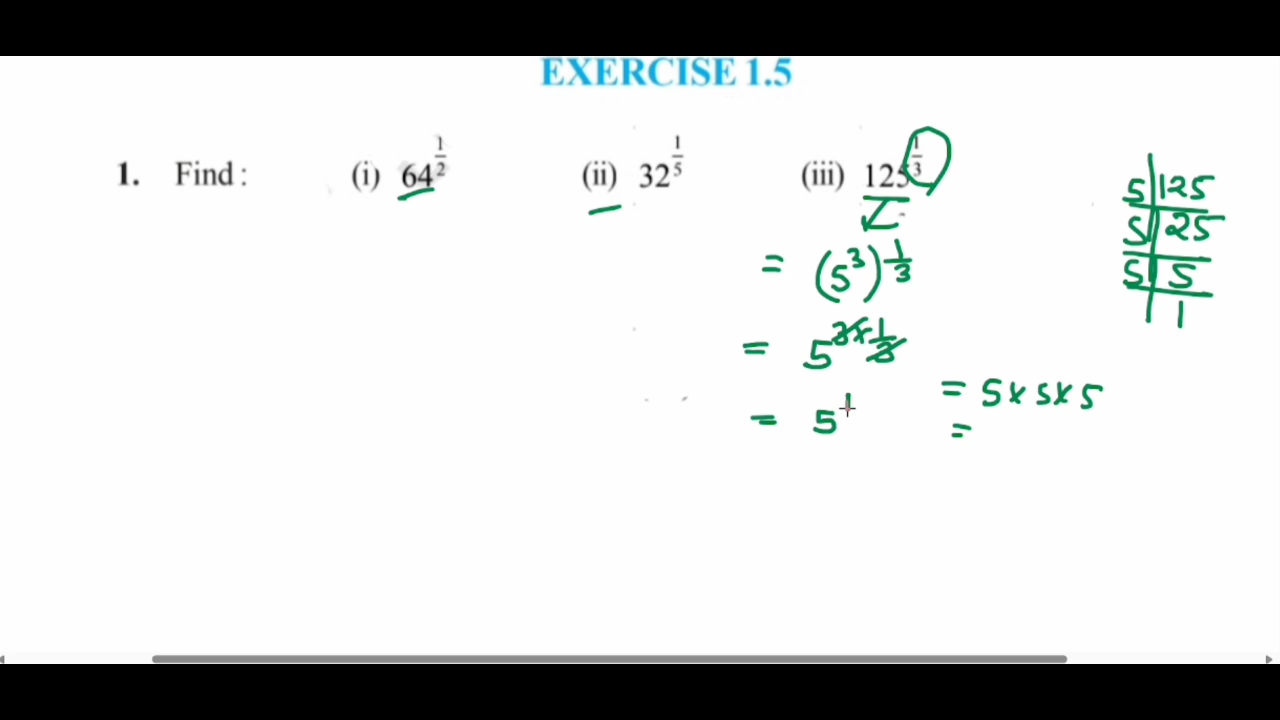 EXERCISE 1.5
1. Find : (i) 64^(1/2) (ii) 32^(1/5) (iii) 125^(1/3)
5 | 125
5 | 25
5 | 5
1
= (5^3)^(1/3)
= 5^(3×1/3)
= 5^1
= 5 × 5 × 5
=